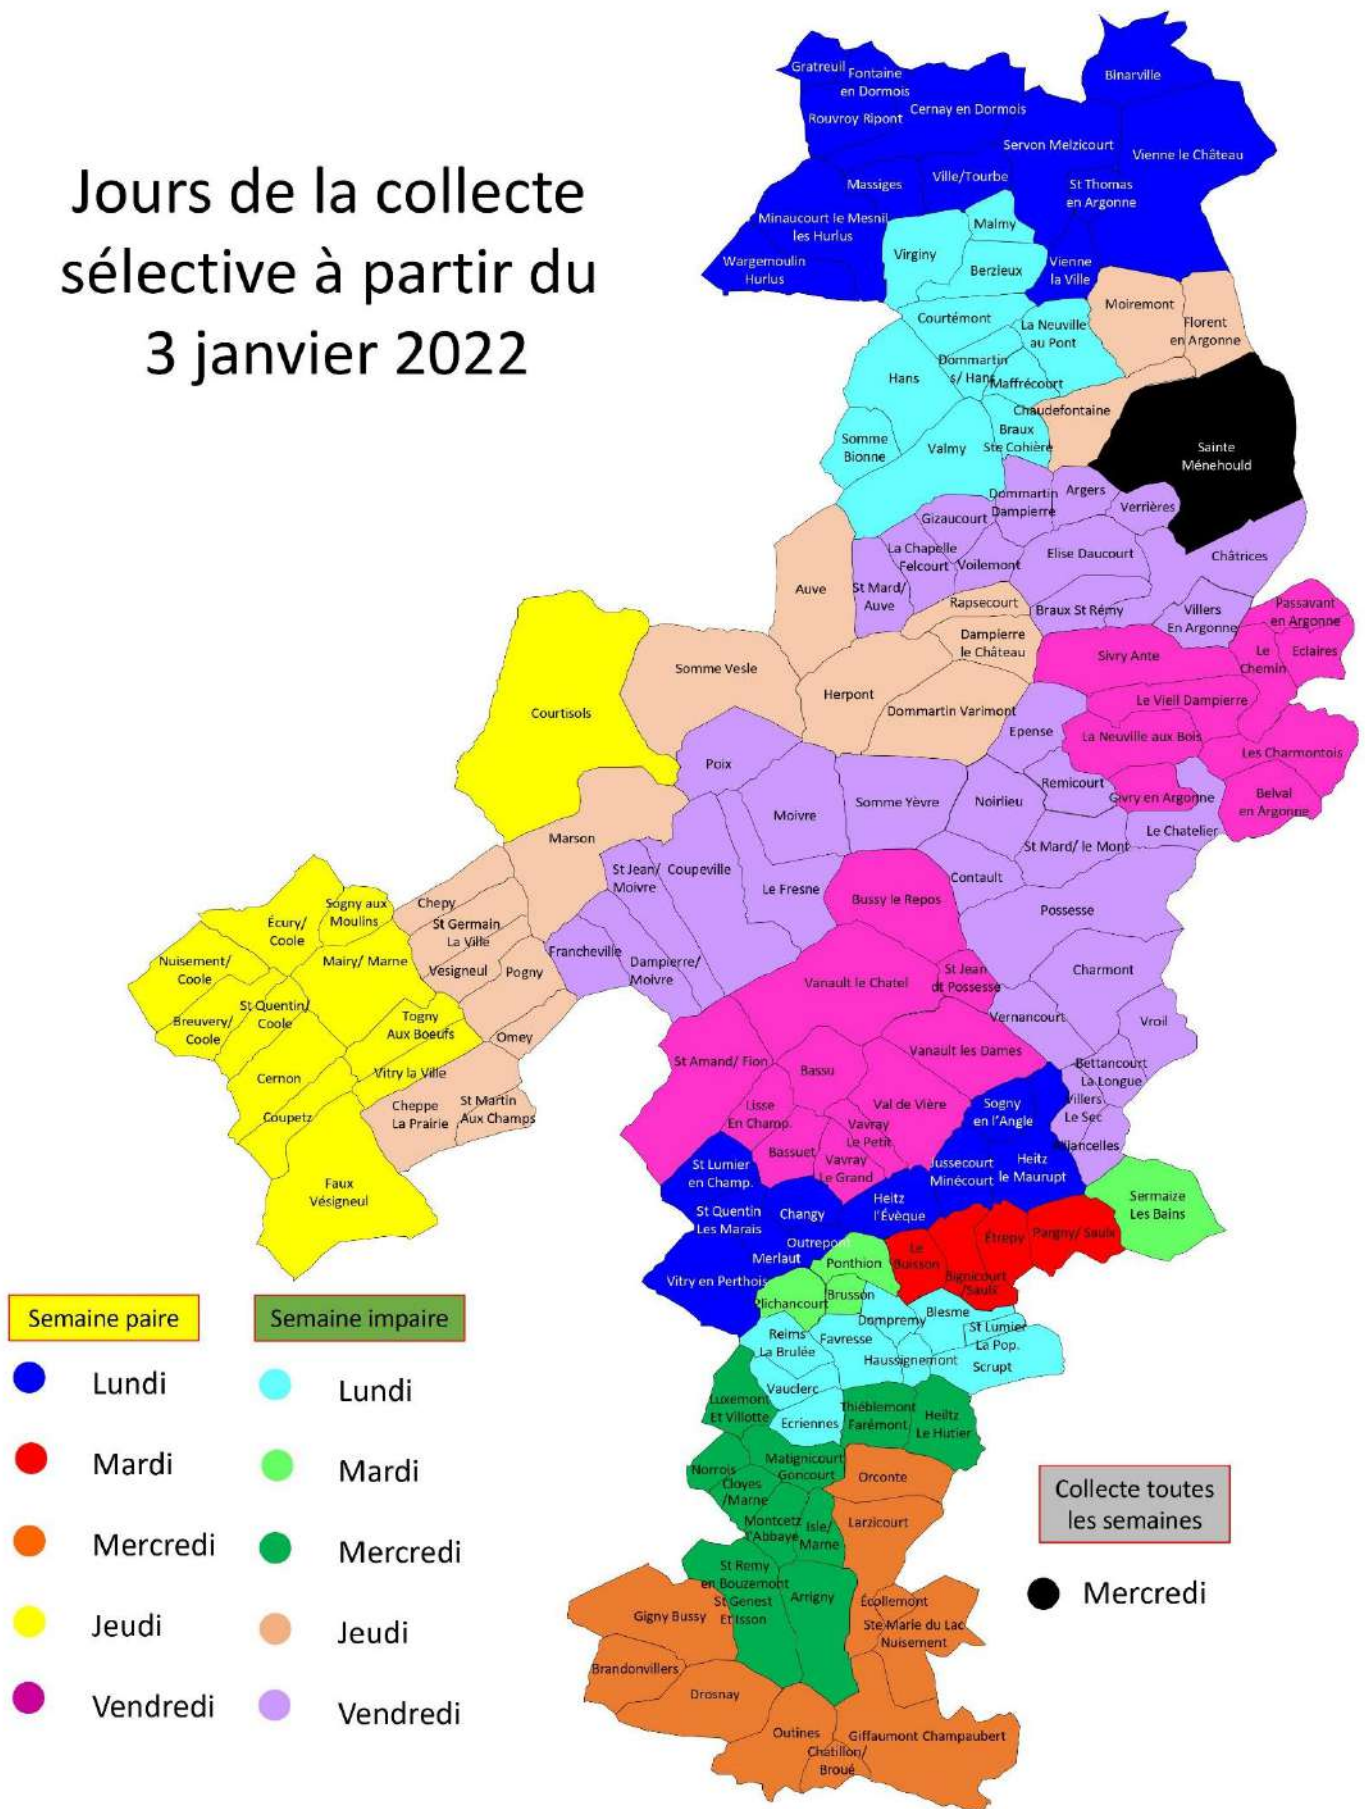 Jours de la collecte
sélective à partir du
3 janvier 2022
Gratreuil
Fontaine
en Dormois
Binarville
Rouvroy Ripont
Cernay en Dormois
Servon Melzicourt
Vienne le Château
Massiges
Ville/Tourbe
St Thomas
en Argonne
Minaucourt le Mesnil
les Hurlus
Malmy
Virginy
Berzieux
Wargemoulin
Hurlus
Vienne
la Ville
Moiremont
Florent
en Argonne
Courtémont
La Neuville
au Pont
Dommartin
s/ Hans
Hans
Maffrécourt
Chaudefontaine
Somme
Bionne
Valmy
Braux
Ste Cohière
Sainte
Ménehould
Dommartin
Dampierre
Argers
Verrières
Gizaucourt
La Chapelle
Felcourt
Voilemont
Elise Daucourt
Châtrices
Auve
St Mard/
Auve
Rapsecourt
Braux St Rémy
Villers
En Argonne
Passavant
en Argonne
Dampierre
le Château
Sivry Ante
Le
Chemin
Eclaires
Somme Vesle
Herpont
Dommartin Varimont
Le Vieil Dampierre
Courtisols
Epense
La Neuville aux Bois
Les Charmontois
Poix
Remicourt
Givry en Argonne
Belval
en Argonne
Moivre
Somme Yèvre
Noirlieu
Le Chatelier
Marson
St Mard/ le Mont
St Jean/
Moivre
Coupeville
Le Fresne
Bussy le Repos
Contault
Possesse
Chepy
Sogny aux
Moulins
Écury/
Coole
St Germain
La Ville
Nuisement/
Coole
Mairy/ Marne
Vesigneul
Pogny
Francheville
Dampierre/
Moivre
Vanault le Chatel
St Jean
dt Possesse
Charmont
St Quentin/
Coole
Breuvery/
Coole
Togny
Aux Boeufs
Omey
Vernancourt
Vroil
Vanault les Dames
St Amand/ Fion
Bassu
Bettancourt
La Longue
Cernon
Vitry la Ville
Villers
Le Sec
Coupetz
Cheppe
La Prairie
St Martin
Aux Champs
Lisse
En Champ.
Val de Vière
Sogny
en l'Angle
Vavray
Le Petit
Alliancelles
Bassuet
Vavray
Le Grand
Jussecourt
Minécourt
Heitz
le Maurupt
St Lumier
en Champ.
Faux
Vésigneul
Heitz
l'Évèque
Sermaize
Les Bains
St Quentin
Les Marais
Changy
Outrepont
Merlaut
Ponthion
Le
Buisson
Étrepy
Pargny/ Saulx
Vitry en Perthois
Bignicourt
/Saulx
Plichancourt
Brusson
Dompremy
Blesme
St Lumier
La Pop.
Reims
La Brulée
Favresse
Haussignemont
Scrupt
Vauclerc
Luxemont
Et Villotte
Ecriennes
Thiéblemont
Farémont
Heiltz
Le Hutier
Matignicourt
Goncourt
Norrois
Cloyes
/Marne
Orconte
Montcetz
l'Abbaye
Isle/
Marne
Larzicourt
St Remy
en Bouzemont
St Genest
Et Isson
Arrigny
Écollemont
Gigny Bussy
Ste Marie du Lac
Nuisement
Brandonvillers
Drosnay
Outines
Giffaumont Champaubert
Chatillon/
Broué
Semaine paire
Lundi
Mardi
Mercredi
Jeudi
Vendredi
Semaine impaire
Lundi
Mardi
Mercredi
Jeudi
Vendredi
Collecte toutes
les semaines
Mercredi